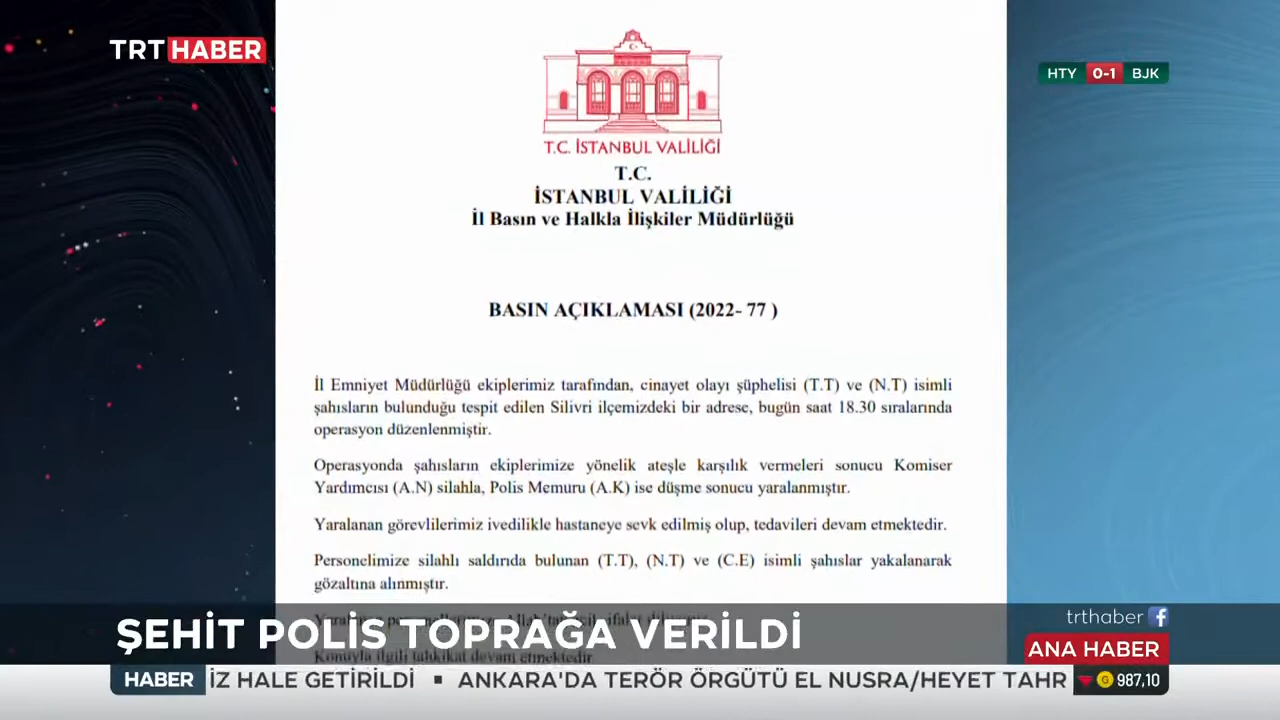 TRT HABER
HTY 0-1 BJK
T.C. İSTANBUL VALİLİĞİ
T.C.
İSTANBUL VALİLİĞİ
İl Basın ve Halkla İlişkiler Müdürlüğü
BASIN AÇIKLAMASI (2022- 77 )
İl Emniyet Müdürlüğü ekiplerimiz tarafından, cinayet olayı şüphelisi (T.T) ve (N.T) isimli
şahısların bulunduğu tespit edilen Silivri ilçemizdeki bir adrese, bugün saat 18.30 sıralarında
operasyon düzenlenmiştir.
Operasyonda şahısların ekiplerimize yönelik ateşle karşılık vermeleri sonucu Komiser
Yardımcısı (A.N) silahla, Polis Memuru (A.K) ise düşme sonucu yaralanmıştır.
Yaralanan görevlilerimiz ivedilikle hastaneye sevk edilmiş olup, tedavileri devam etmektedir.
Personelimize silahlı saldırıda bulunan (T.T), (N.T) ve (C.E) isimli şahıslar yakalanarak
gözaltına alınmıştır.
Konuyla ilgili tahkikat devam etmektedir
ŞEHİT POLİS TOPRAĞA VERİLDİ
trthaber
ANA HABER
HABER İZ HALE GETİRİLDİ ▪ ANKARA'DA TERÖR ÖRGÜTÜ EL NUSRA/HEYET TAHR G 987,10